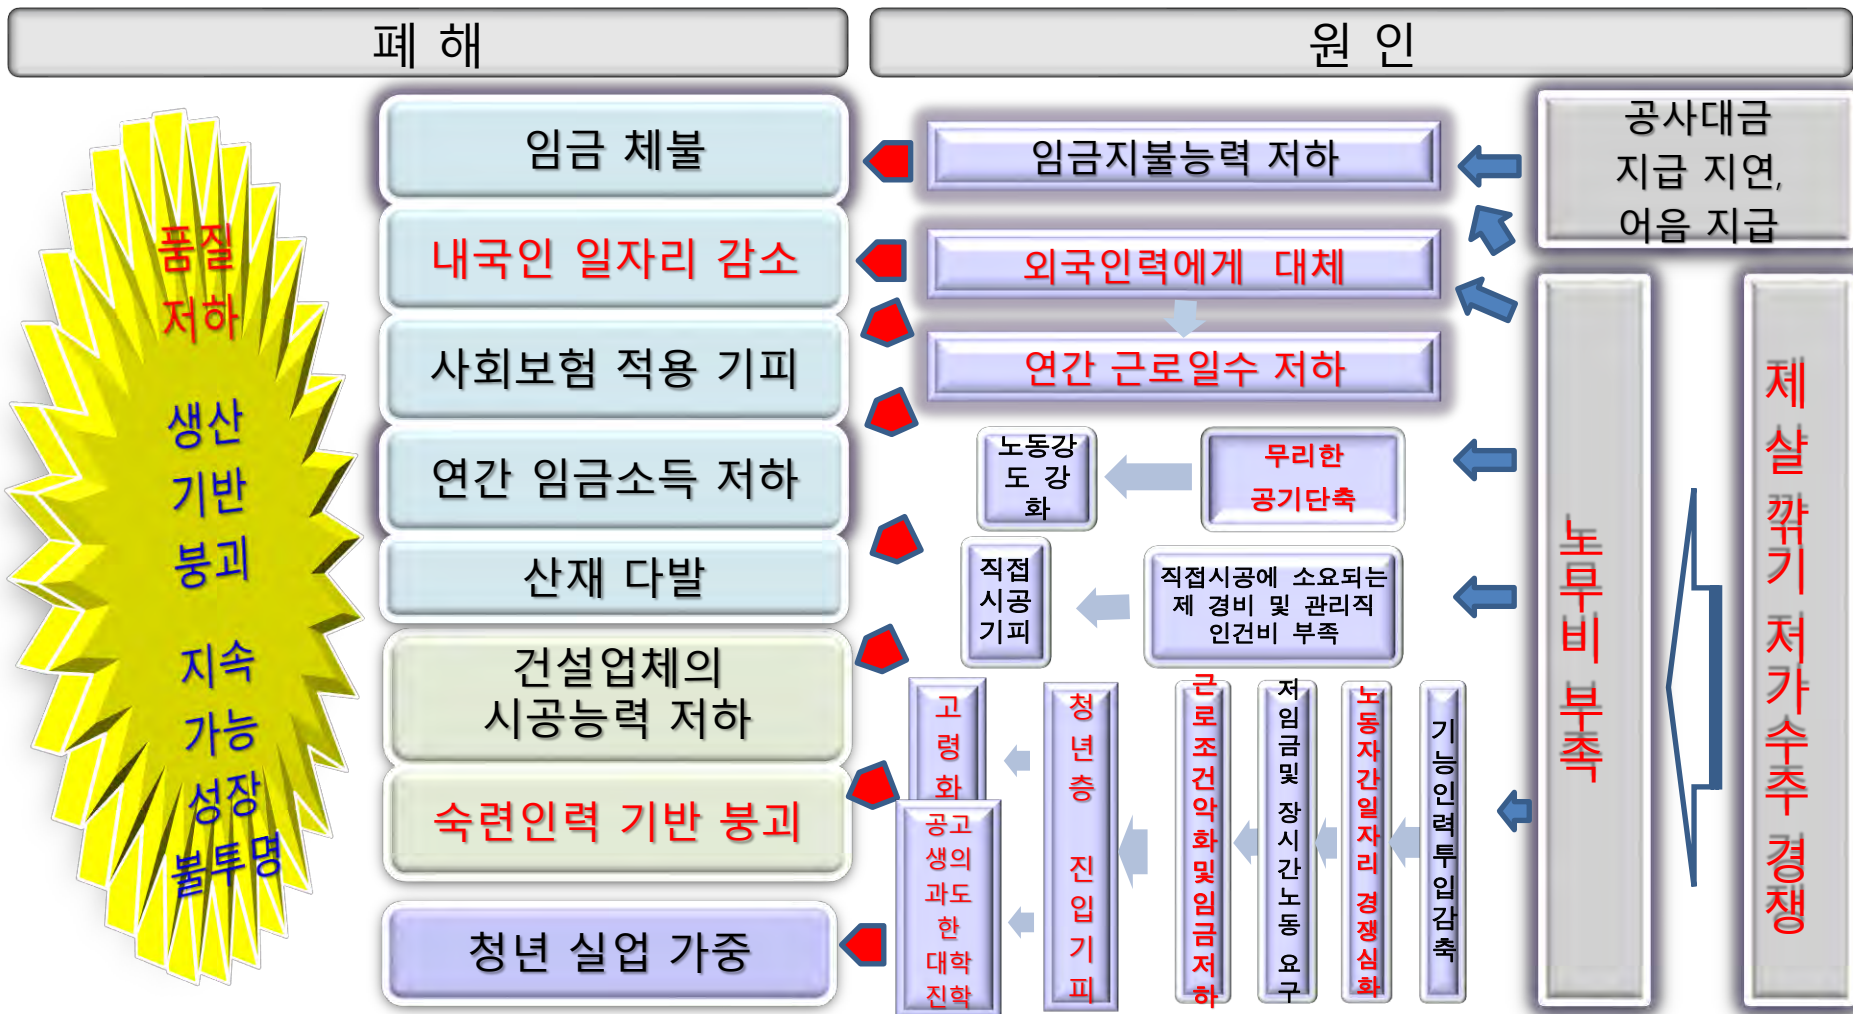 폐 해
원 인
품질
저하
생산
기반
붕괴
지속
가능
성장
불투명
임금 체불
내국인 일자리 감소
사회보험 적용 기피
연간 임금소득 저하
산재 다발
건설업체의
시공능력 저하
숙련인력 기반 붕괴
청년 실업 가중
임금지불능력 저하
외국인력에게 대체
연간 근로일수 저하
노동강
도 강
화
무리한
공기단축
직접
시공
기피
직접시공에 소요되는
제 경비 및 관리직
인건비 부족
고령화
공고
생의
과도
한
대학
진학
청년층 진입기피
근로조건악화및임금저하
저임금및 장시간노동 요구
노동자간일자리 경쟁심화
기능인력투입감축
공사대금
지급 지연,
어음 지급
노무비 부족
제 살 깎기 저가수주 경쟁